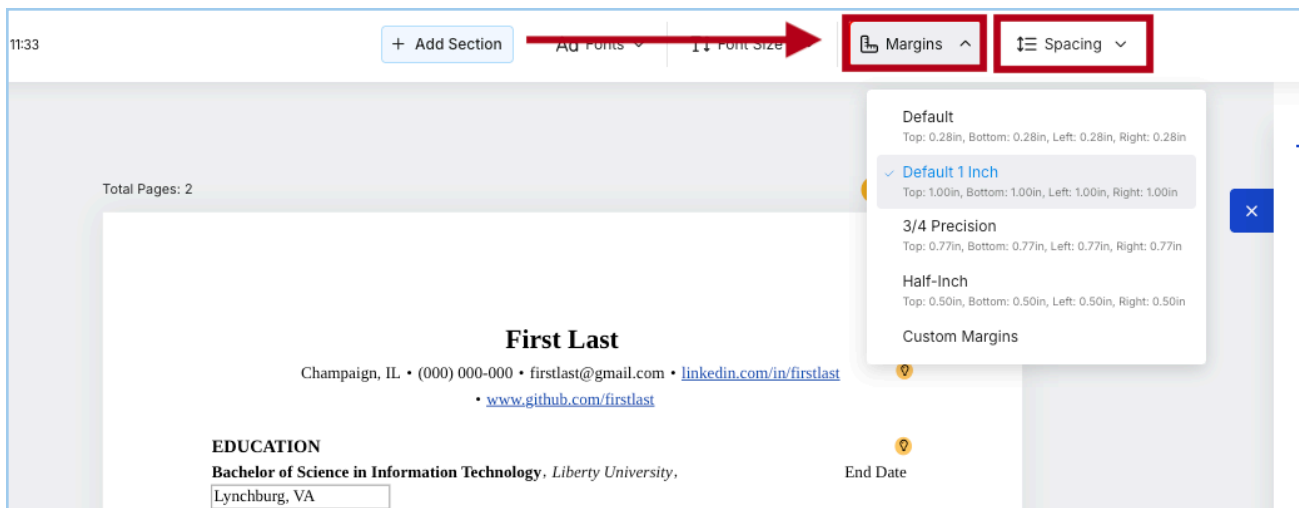 11:33
+ Add Section
Fonts
Font Size
Margins
Spacing
Default
Top: 0.28in, Bottom: 0.28in, Left: 0.28in, Right: 0.28in
Default 1 Inch
Top: 1.00in, Bottom: 1.00in, Left: 1.00in, Right: 1.00in
3/4 Precision
Top: 0.77in, Bottom: 0.77in, Left: 0.77in, Right: 0.77in
Half-Inch
Top: 0.50in, Bottom: 0.50in, Left: 0.50in, Right: 0.50in
Custom Margins
Total Pages: 2
First Last
Champaign, IL • (000) 000-000 • firstlast@gmail.com • linkedin.com/in/firstlast
• www.github.com/firstlast
EDUCATION
Bachelor of Science in Information Technology, Liberty University, End Date
Lynchburg, VA